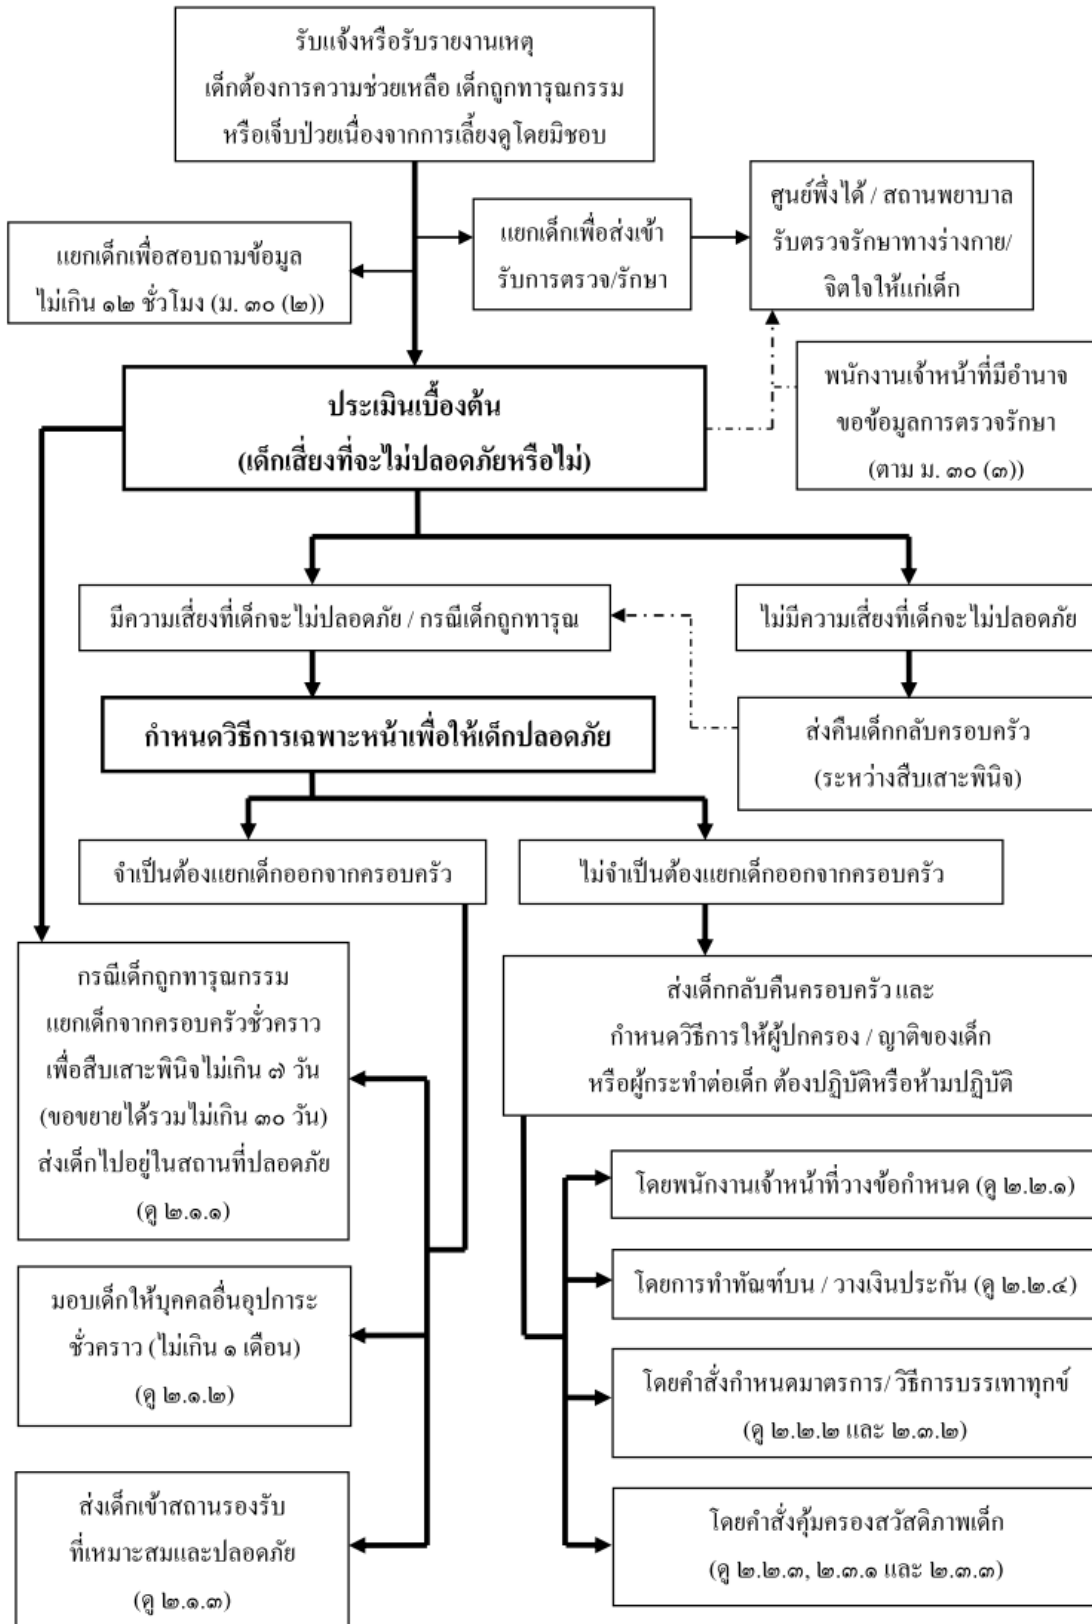 รับแจ้งหรือรับรายงานเหตุ
เด็กต้องการความช่วยเหลือ เด็กถูกทารุณกรรม
หรือเจ็บป่วยเนื่องจากการเลี้ยงดูโดยมิชอบ
แยกเด็กเพื่อสอบถามข้อมูล
ไม่เกิน ๑๒ ชั่วโมง (ม. ๓๐ (๒))
แยกเด็กเพื่อส่งเข้า
รับการตรวจ/รักษา
ศูนย์พึ่งได้ / สถานพยาบาล
รับตรวจรักษาทางร่างกาย/
จิตใจให้แก่เด็ก
พนักงานเจ้าหน้าที่มีอำนาจ
ขอข้อมูลการตรวจรักษา
(ตาม ม. ๓๐ (๓))
ประเมินเบื้องต้น
(เด็กเสี่ยงที่จะไม่ปลอดภัยหรือไม่)
มีความเสี่ยงที่เด็กจะไม่ปลอดภัย / กรณีเด็กถูกทารุณ
ไม่มีความเสี่ยงที่เด็กจะไม่ปลอดภัย
กำหนดวิธีการเฉพาะหน้าเพื่อให้เด็กปลอดภัย
ส่งคืนเด็กกลับครอบครัว
(ระหว่างสืบเสาะพินิจ)
จำเป็นต้องแยกเด็กออกจากครอบครัว
ไม่จำเป็นต้องแยกเด็กออกจากครอบครัว
กรณีเด็กถูกทารุณกรรม
แยกเด็กจากครอบครัวชั่วคราว
เพื่อสืบเสาะพินิจไม่เกิน ๗ วัน
(ขอขยายได้รวมไม่เกิน ๓๐ วัน)
ส่งเด็กไปอยู่ในสถานที่ปลอดภัย
(ดู ๒.๑.๑)
ส่งเด็กกลับคืนครอบครัว และ
กำหนดวิธีการให้ผู้ปกครอง / ญาติของเด็ก
หรือผู้กระทำต่อเด็ก ต้องปฏิบัติหรือห้ามปฏิบัติ
โดยพนักงานเจ้าหน้าที่วางข้อกำหนด (ดู ๒.๒.๑)
มอบเด็กให้บุคคลอื่นอุปการะ
ชั่วคราว (ไม่เกิน ๑ เดือน)
(ดู ๒.๑.๒)
โดยการทำทัณฑ์บน / วางเงินประกัน (ดู ๒.๒.๔)
โดยคำสั่งกำหนดมาตรการ/ วิธีการบรรเทาทุกข์
(ดู ๒.๒.๒ และ ๒.๓.๒)
ส่งเด็กเข้าสถานรองรับ
ที่เหมาะสมและปลอดภัย
(ดู ๒.๑.๓)
โดยคำสั่งคุ้มครองสวัสดิภาพเด็ก
(ดู ๒.๒.๓, ๒.๓.๑ และ ๒.๓.๓)